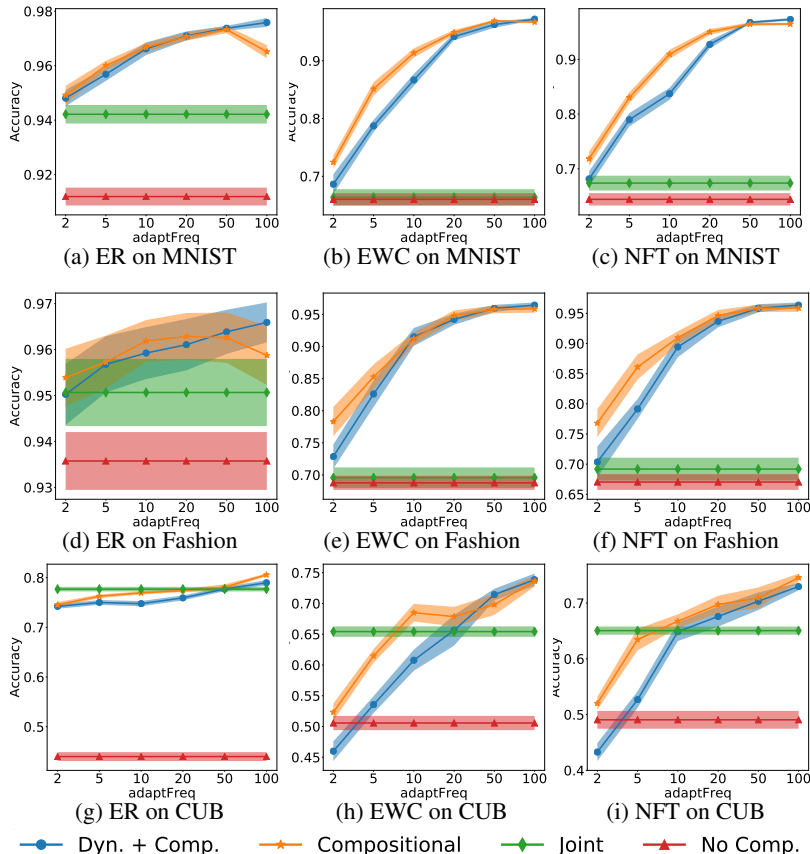 0.98
0.96
0.94
0.92
Accuracy
2 5 10 20 50 100
adaptFreq
(a) ER on MNIST
0.9
0.8
0.7
2 5 10 20 50 100
adaptFreq
(b) EWC on MNIST
0.9
0.8
0.7
2 5 10 20 50 100
adaptFreq
(c) NFT on MNIST
0.97
0.96
0.95
0.94
0.93
Accuracy
2 5 10 20 50 100
adaptFreq
(d) ER on Fashion
0.95
0.90
0.85
0.80
0.75
0.70
2 5 10 20 50 100
adaptFreq
(e) EWC on Fashion
0.95
0.90
0.85
0.80
0.75
0.70
0.65
2 5 10 20 50 100
adaptFreq
(f) NFT on Fashion
0.8
0.7
0.6
0.5
Accuracy
2 5 10 20 50 100
adaptFreq
(g) ER on CUB
0.75
0.70
0.65
0.60
0.55
0.50
0.45
2 5 10 20 50 100
adaptFreq
(h) EWC on CUB
0.7
0.6
0.5
0.4
2 5 10 20 50 100
adaptFreq
(i) NFT on CUB
Dyn. + Comp. Compositional Joint No Comp.